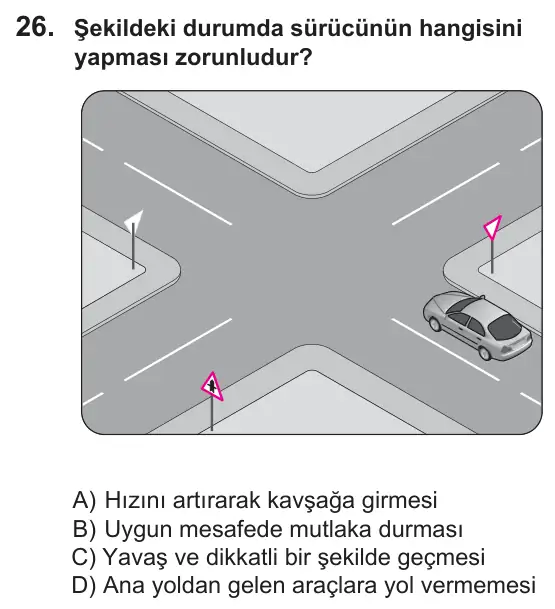 26. Şekildeki durumda sürücünün hangisini
yapması zorunludur?
A) Hızını artırarak kavşağa girmesi
B) Uygun mesafede mutlaka durması
C) Yavaş ve dikkatli bir şekilde geçmesi
D) Ana yoldan gelen araçlara yol vermemesi